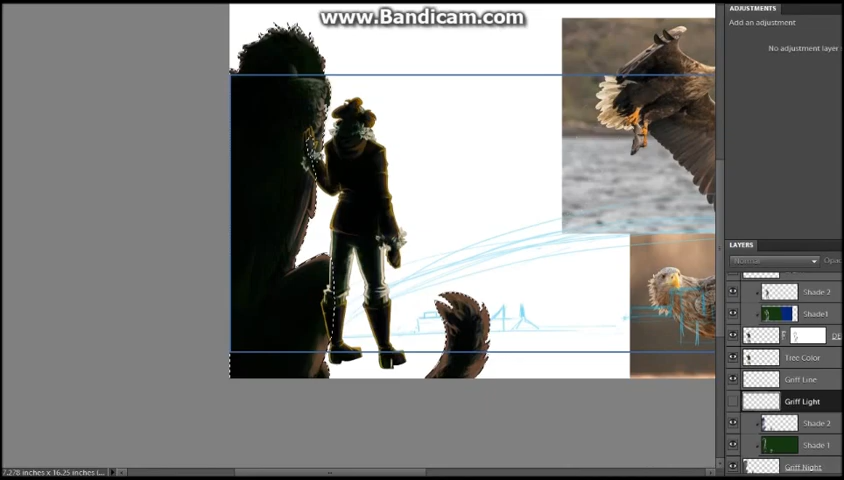 www.Bandicam.com
ADJUSTMENTS
Add an adjustment
No adjustment layer
LAYERS
Normal
Opac
Shade 2
Shade1
Tree Color
Griff Line
Griff Light
Shade 2
Shade 1
Griff Night
7.278 inches x 16.25 inches (...